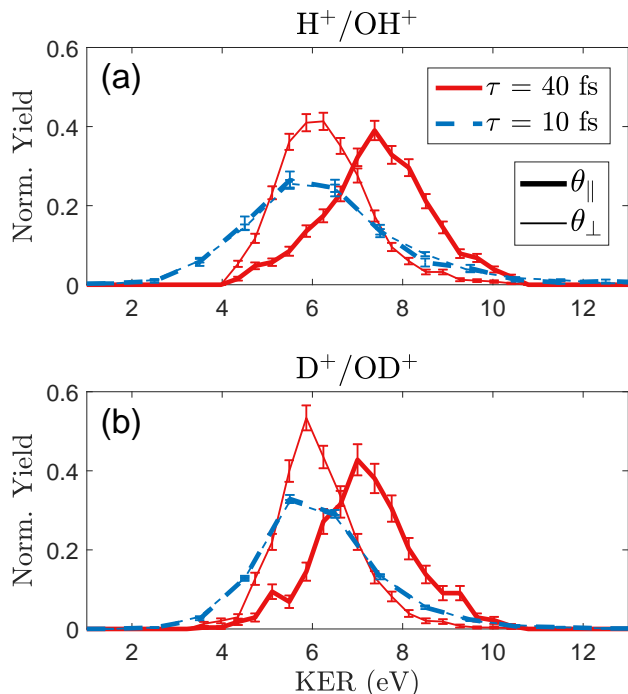 H⁺/OH⁺
(a)
τ = 40 fs
τ = 10 fs
θ∥
θ⊥
Norm. Yield
0.6
0.4
0.2
0
2 4 6 8 10 12
D⁺/OD⁺
(b)
Norm. Yield
0.6
0.4
0.2
0
2 4 6 8 10 12
KER (eV)